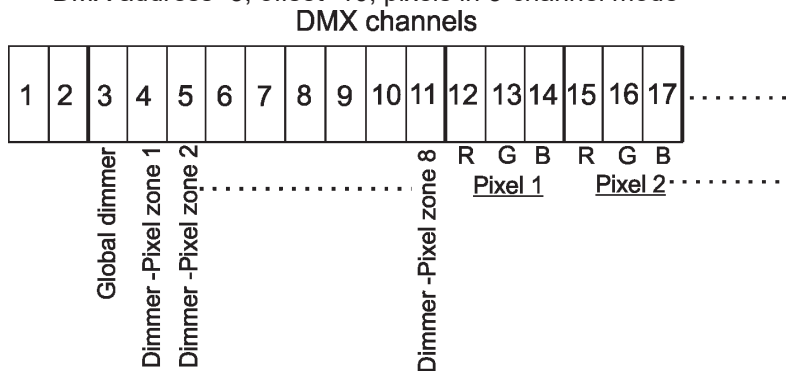 DMX channels
1 2 3 4 5 6 7 8 9 10 11 12 13 14 15 16 17
R G B R G B
Pixel 1 Pixel 2
Global dimmer
Dimmer -Pixel zone 1
Dimmer -Pixel zone 2
Dimmer -Pixel zone 8